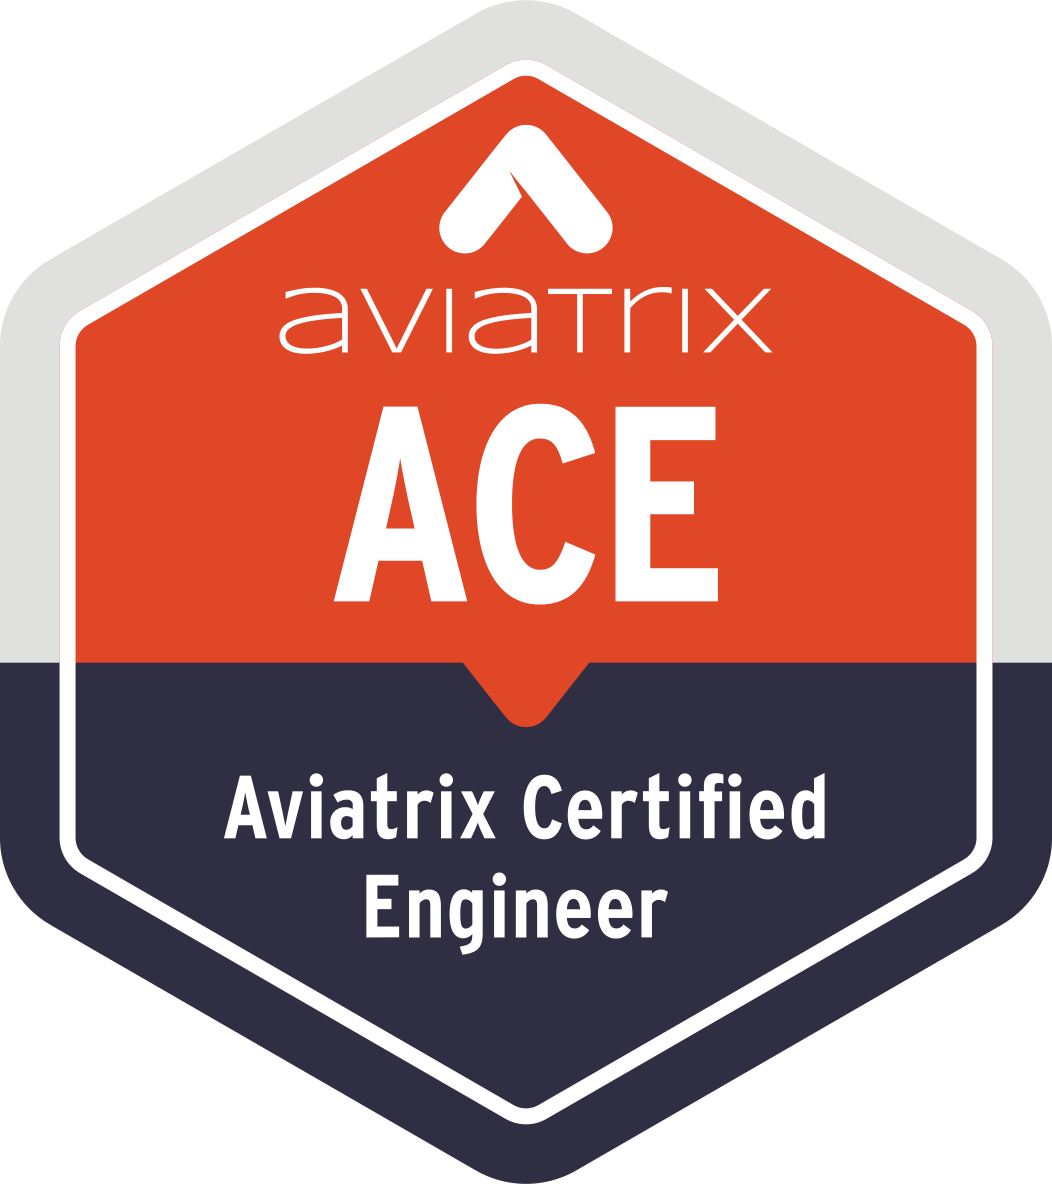 aviatrix
ACE
Aviatrix Certified
Engineer